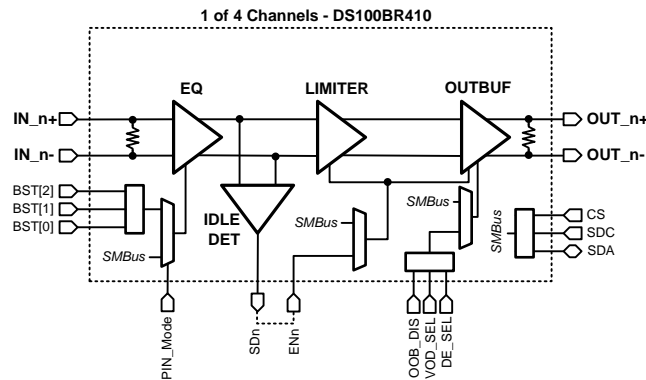 1 of 4 Channels - DS100BR410
EQ
LIMITER
OUTBUF
IN_n+
OUT_n+
IN_n-
OUT_n-
BST[2]
BST[1]
BST[0]
IDLE
DET
SMBus
SMBus
SMBus
SMBus
CS
SDC
SDA
PIN_Mode
SDn
ENn
OOB_DIS
VOD_SEL
DE_SEL